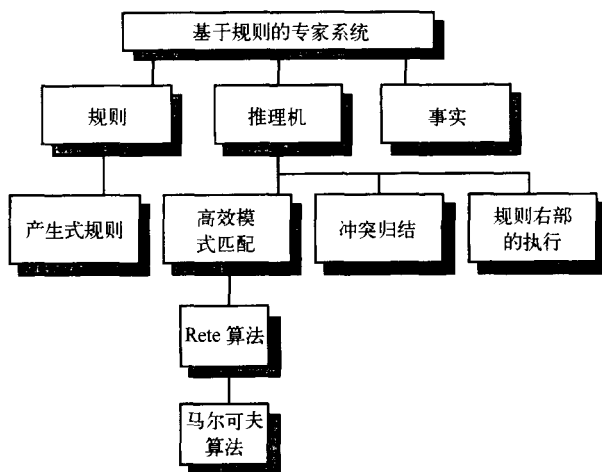 基于规则的专家系统
规则
推理机
事实
产生式规则
高效模
式匹配
冲突归结
规则右部
的执行
Rete 算法
马尔可夫
算法